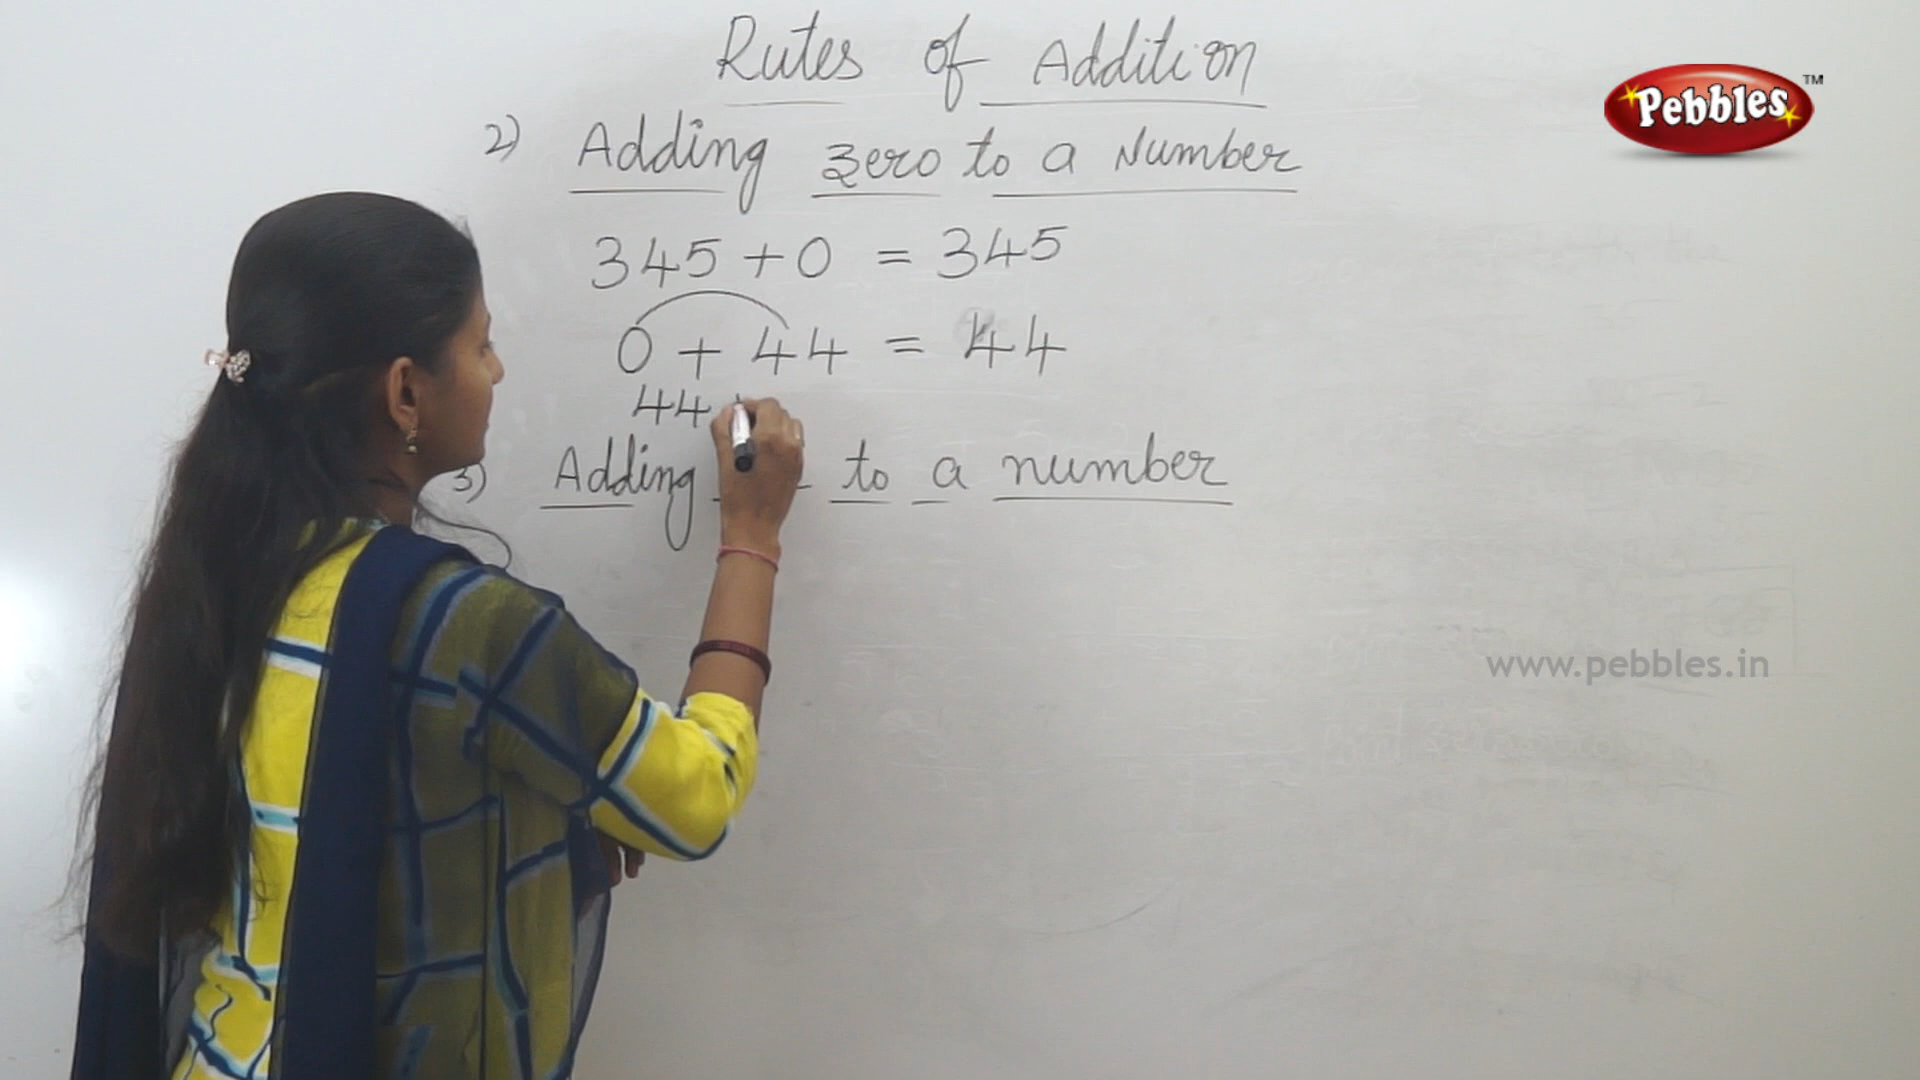 Rules of Addition
Pebbles™
2) Adding zero to a Number
345 + 0 = 345
0 + 44 = 44
44
3) Adding to a number
www.pebbles.in